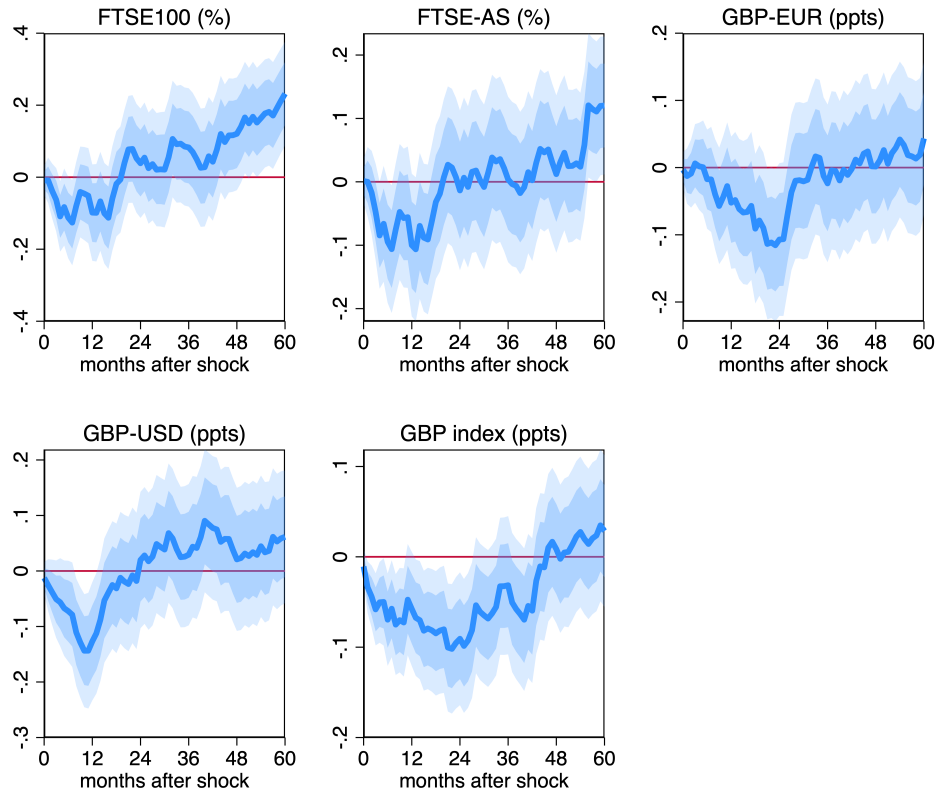 FTSE100 (%)
.4
.2
0
-.2
-.4
0 12 24 36 48 60
months after shock
FTSE-AS (%)
.2
.1
0
-.1
-.2
0 12 24 36 48 60
months after shock
GBP-EUR (ppts)
.2
.1
0
-.1
-.2
0 12 24 36 48 60
months after shock
GBP-USD (ppts)
.2
.1
0
-.1
-.2
-.3
0 12 24 36 48 60
months after shock
GBP index (ppts)
.1
0
-.1
-.2
0 12 24 36 48 60
months after shock